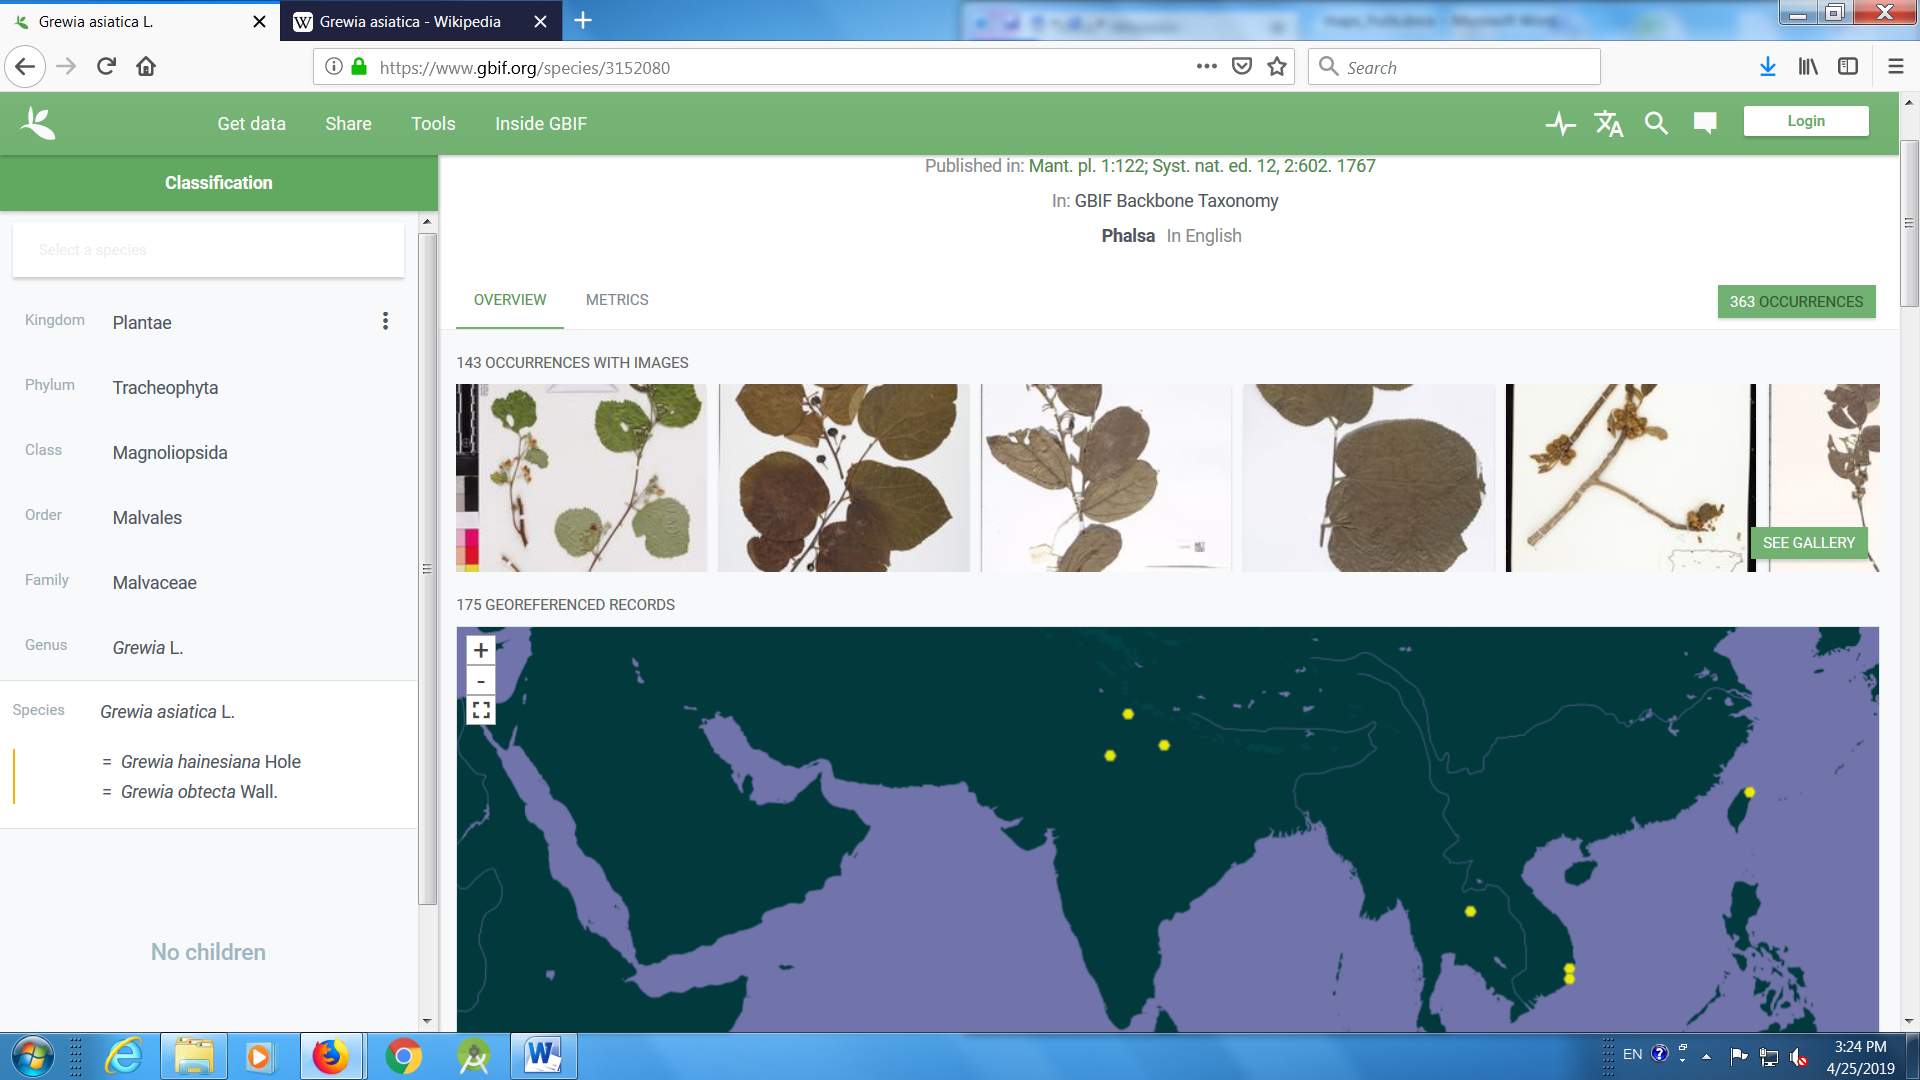 Grewia asiatica L.
W Grewia asiatica - Wikipedia
https://www.gbif.org/species/3152080
Search
Get data Share Tools Inside GBIF
Login
Classification
Select a species
Kingdom Plantae
Phylum Tracheophyta
Class Magnoliopsida
Order Malvales
Family Malvaceae
Genus Grewia L.
Species Grewia asiatica L.
= Grewia hainesiana Hole
= Grewia obtecta Wall.
No children
Published in: Mant. pl. 1:122; Syst. nat. ed. 12, 2:602. 1767
In: GBIF Backbone Taxonomy
Phalsa In English
OVERVIEW METRICS
363 OCCURRENCES
143 OCCURRENCES WITH IMAGES
SEE GALLERY
175 GEOREFERENCED RECORDS
+
-
EN
3:24 PM
4/25/2019